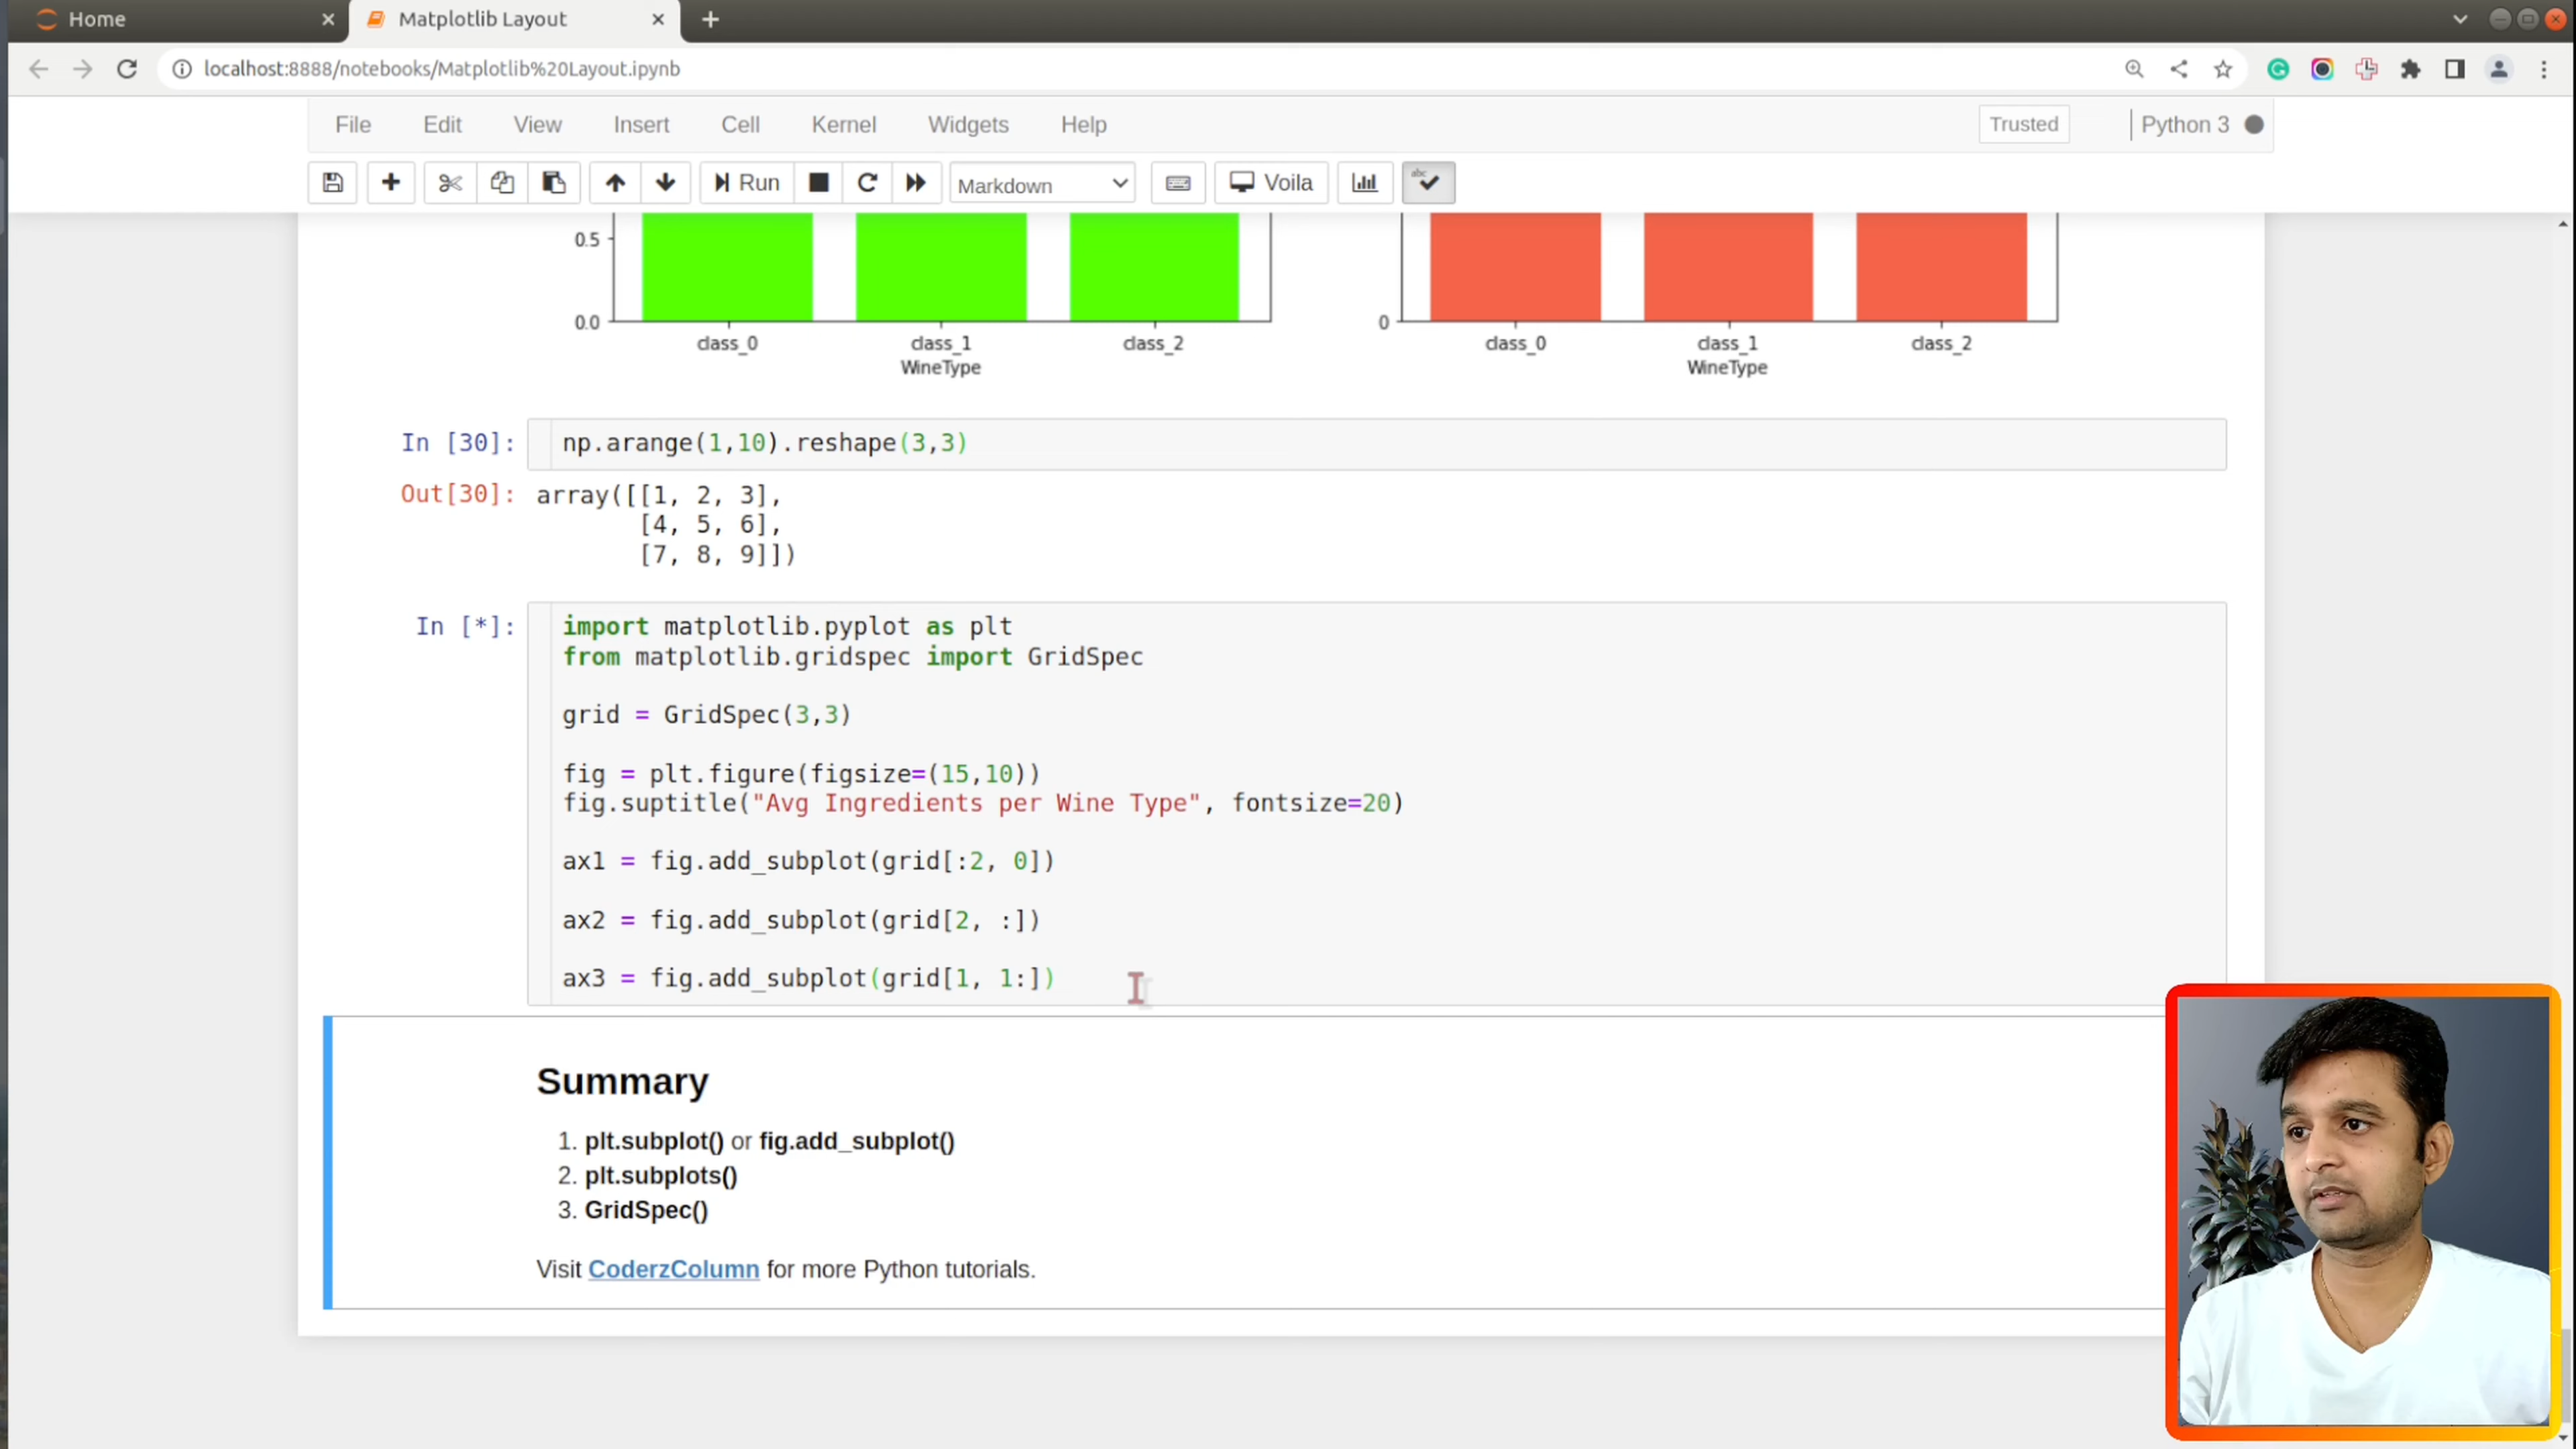 Home
Matplotlib Layout
localhost:8888/notebooks/Matplotlib%20Layout.ipynb
File Edit View Insert Cell Kernel Widgets Help Trusted Python 3
Run Markdown Voila abc
0.5
0.0 0
class_0 class_1 class_2 class_0 class_1 class_2
WineType WineType
In [30]: np.arange(1,10).reshape(3,3)
Out[30]: array([[1, 2, 3],
[4, 5, 6],
[7, 8, 9]])
In [*]: import matplotlib.pyplot as plt
from matplotlib.gridspec import GridSpec
grid = GridSpec(3,3)
fig = plt.figure(figsize=(15,10))
fig.suptitle("Avg Ingredients per Wine Type", fontsize=20)
ax1 = fig.add_subplot(grid[:2, 0])
ax2 = fig.add_subplot(grid[2, :])
ax3 = fig.add_subplot(grid[1, 1:])
Summary
1. plt.subplot() or fig.add_subplot()
2. plt.subplots()
3. GridSpec()
Visit CoderzColumn for more Python tutorials.